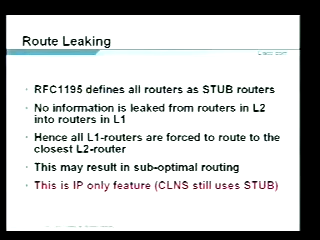 Route Leaking
· RFC1195 defines all routers as STUB routers
· No information is leaked from routers in L2
into routers in L1
· Hence all L1-routers are forced to route to the
closest L2-router
· This may result in sub-optimal routing
· This is IP only feature (CLNS still uses STUB)